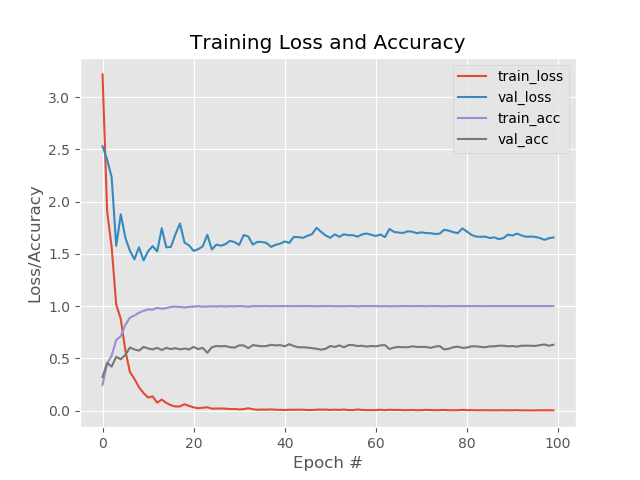 Training Loss and Accuracy
train_loss
val_loss
train_acc
val_acc
Loss/Accuracy
3.0
2.5
2.0
1.5
1.0
0.5
0.0
0 20 40 60 80 100
Epoch #